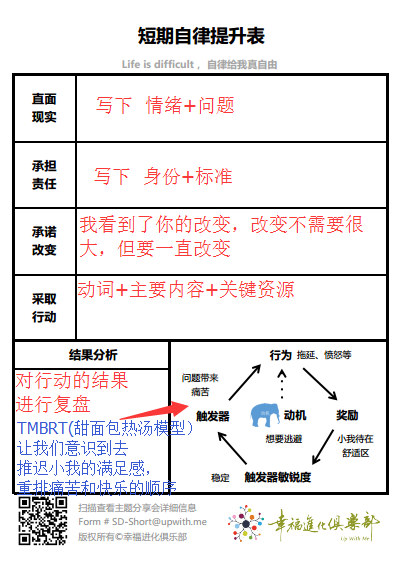 短期自律提升表
Life is difficult ，自律给我真自由
直面
现实
写下 情绪+问题
承担
责任
写下 身份+标准
承诺
改变
我看到了你的改变，改变不需要很
大，但要一直改变
采取
行动
动词+主要内容+关键资源
结果分析
对行动的结果
进行复盘
TMBRT(甜面包热汤模型)
让我们意识到去
推迟小我的满足感，
重排痛苦和快乐的顺序
行为 拖延、愤怒等
问题带来
痛苦
触发器
动机
奖励
想要逃避
小我待在
舒适区
稳定
触发器敏锐度
扫描查看主题分享会详细信息
Form # SD-Short@upwith.me
版权所有©幸福进化俱乐部
幸福进化俱乐部
Up With Me